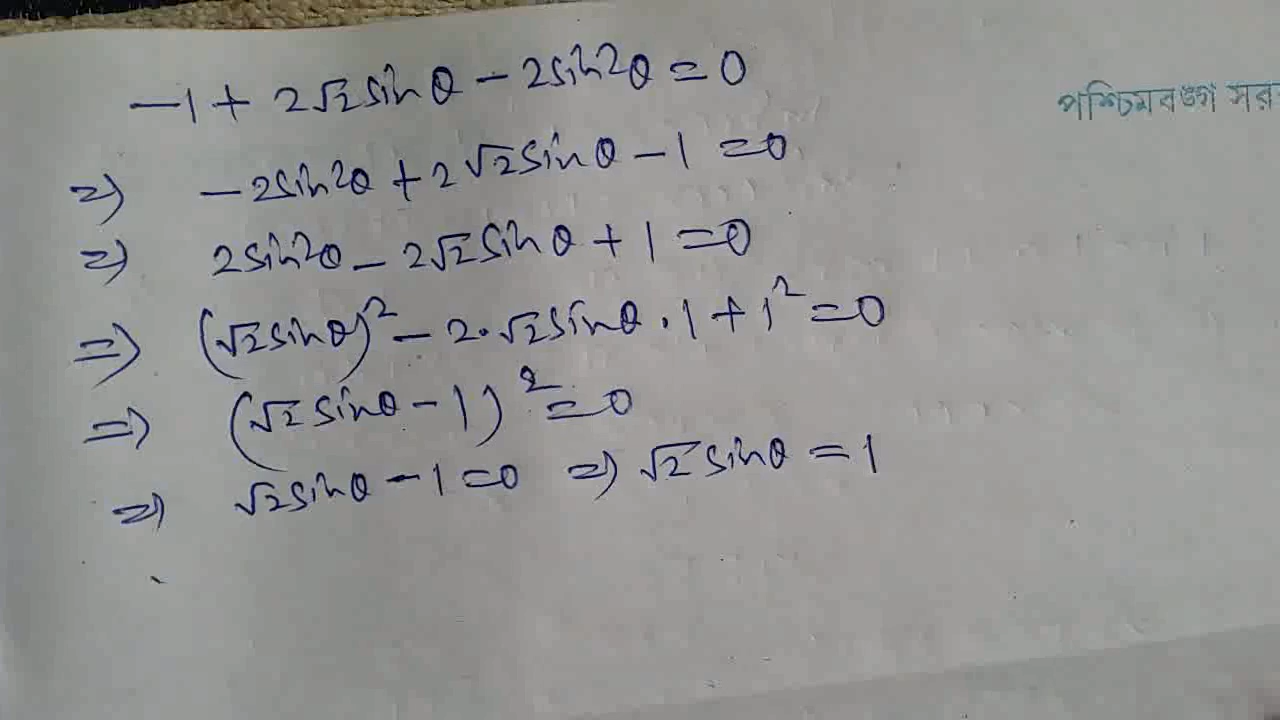 -1 + 2√2 sinθ - 2sin²θ = 0
পশ্চিমবঙ্গ সর
⇒) -2sin²θ + 2√2 sinθ - 1 = 0
⇒) 2sin²θ - 2√2 sinθ + 1 = 0
⇒) (√2 sinθ)² - 2·√2 sinθ·1 + 1² = 0
⇒) (√2 sinθ - 1)² = 0
⇒) √2 sinθ - 1 = 0 ⇒) √2 sinθ = 1